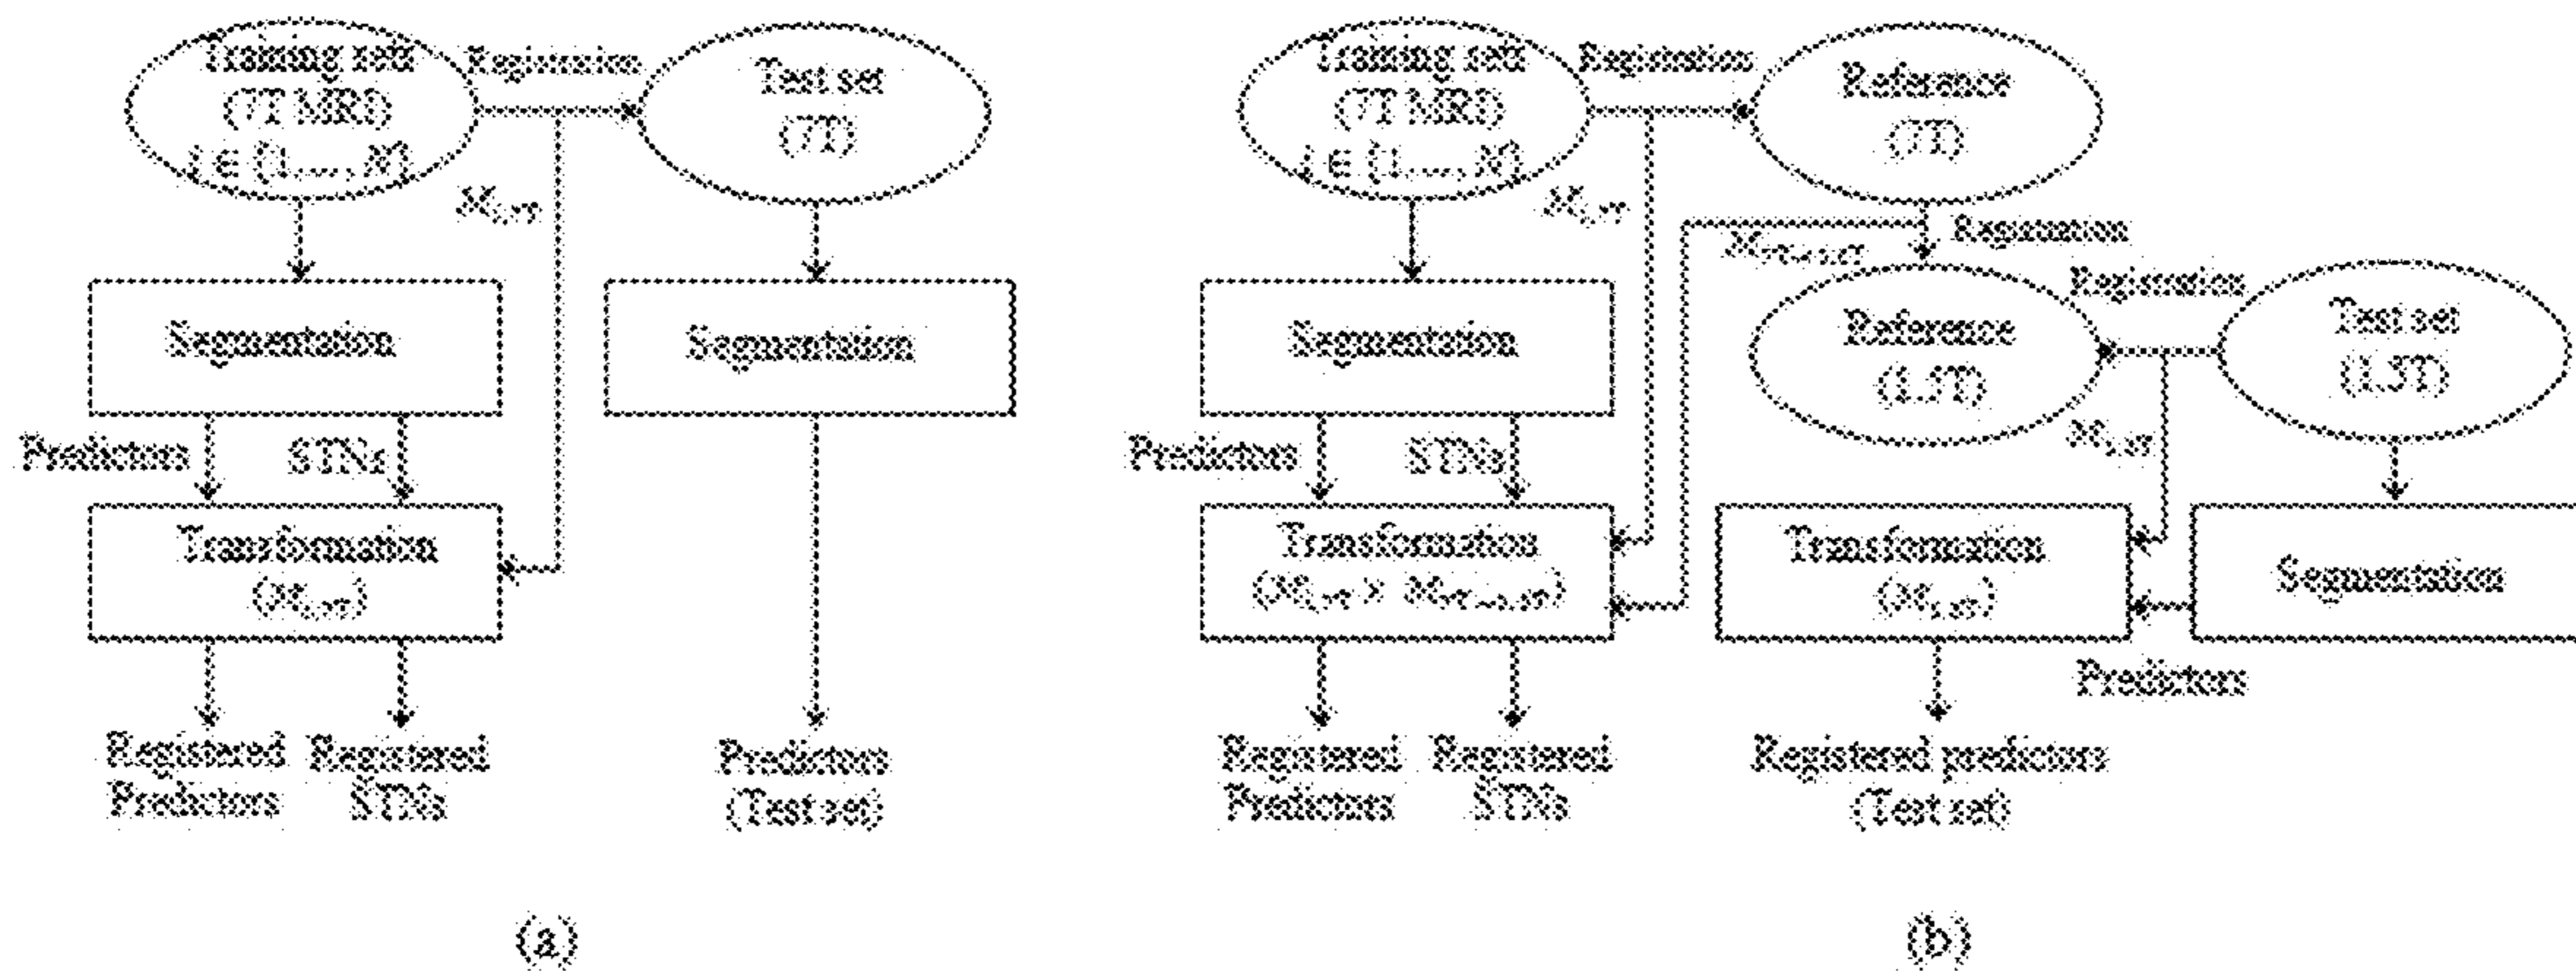 Training sets
(7T MRI)
Registration
Test set
(7T)
Segmentation
Segmentation
Predictors
STNs
Transformation
Registered
Predictors
Registered
STNs
Predictors
(Test set)
(a)
Training sets
(7T MRI)
Registration
Reference
(7T)
Registration
Registration
Reference
(1.5T)
Test set
(1.5T)
Segmentation
Predictors
STNs
Transformation
Transformation
Segmentation
Predictors
Registered
Predictors
Registered
STNs
Registered predictors
(Test set)
(b)